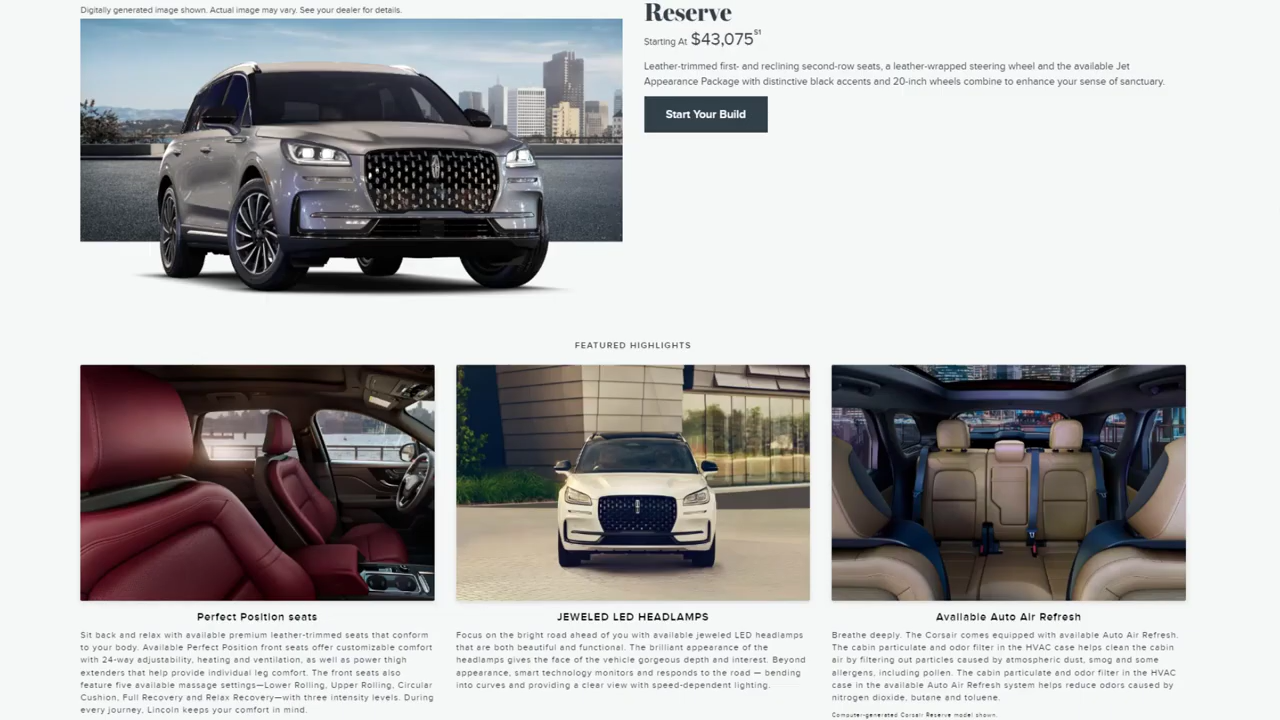 Digitally generated image shown. Actual image may vary. See your dealer for details.
Reserve
Starting At $43,075 S1
Leather-trimmed first- and reclining second-row seats, a leather-wrapped steering wheel and the available Jet
Appearance Package with distinctive black accents and 20-inch wheels combine to enhance your sense of sanctuary.
Start Your Build
FEATURED HIGHLIGHTS
Perfect Position seats
Sit back and relax with available premium leather-trimmed seats that conform
to your body. Available Perfect Position front seats offer customizable comfort
with 24-way adjustability, heating and ventilation, as well as power thigh
extenders that help provide individual leg comfort. The front seats also
feature five available massage settings—Lower Rolling, Upper Rolling, Circular
Cushion, Full Recovery and Relax Recovery—with three intensity levels. During
every journey, Lincoln keeps your comfort in mind.
JEWELED LED HEADLAMPS
Focus on the bright road ahead of you with available jeweled LED headlamps
that are both beautiful and functional. The brilliant appearance of the
headlamps gives the face of the vehicle gorgeous depth and interest. Beyond
appearance, smart technology monitors and responds to the road — bending
into curves and providing a clear view with speed-dependent lighting.
Available Auto Air Refresh
Breathe deeply. The Corsair comes equipped with available Auto Air Refresh.
The cabin particulate and odor filter in the HVAC case helps clean the cabin
air by filtering out particles caused by atmospheric dust, smog and some
allergens, including pollen. The cabin particulate and odor filter in the HVAC
case in the available Auto Air Refresh system helps reduce odors caused by
nitrogen dioxide, butane and toluene.
Computer-generated Corsair Reserve model shown.